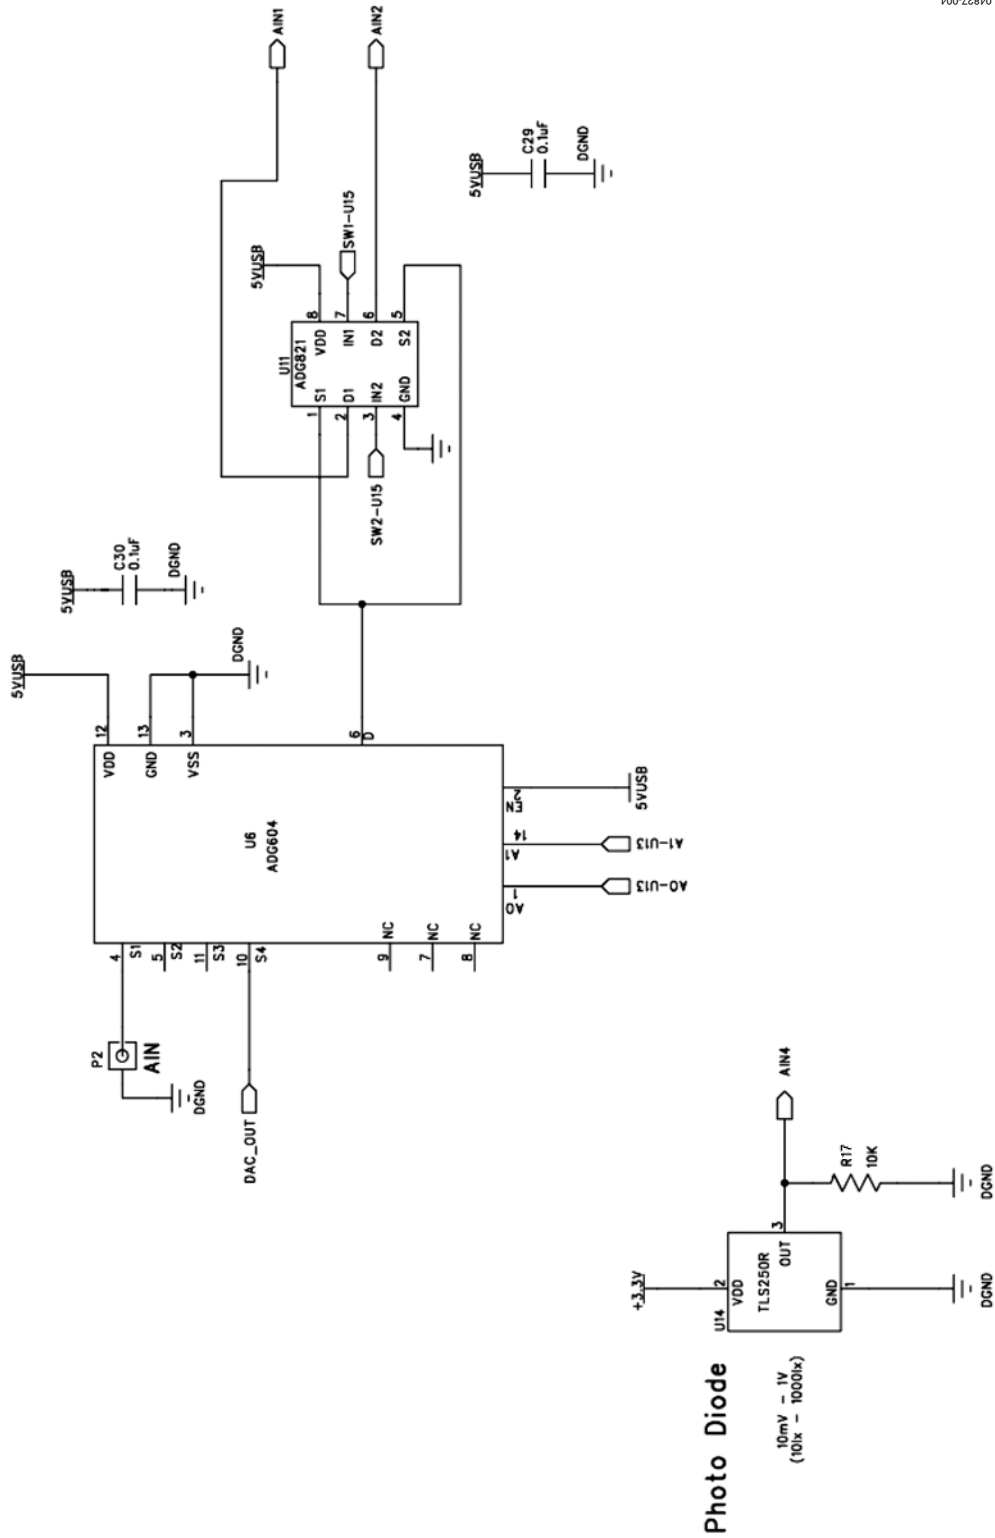 5VUSB
C30
0.1uF
DGND
5VUSB
DGND
P2
AIN
DGND
DAC_OUT
4
S1
5
S2
11
S3
10
S4
9
NC
7
NC
8
NC
U6
ADG604
12
VDD
13
GND
3
VSS
6
D
A0
1
A1
14
EN
2
A0-U13
A1-U13
5VUSB
AIN1
5VUSB
SW1-U15
AIN2
U11
ADG821
1
S1
2
D1
3
IN2
4
GND
8
VDD
7
IN1
6
D2
5
S2
SW2-U15
5VUSB
C29
0.1uF
DGND
Photo Diode
10mV - 1V
(10lx - 1000lx)
+3.3V
U14
2
VDD
TLS250R
OUT
3
GND
1
AIN4
R17
10K
DGND
DGND
04827-004